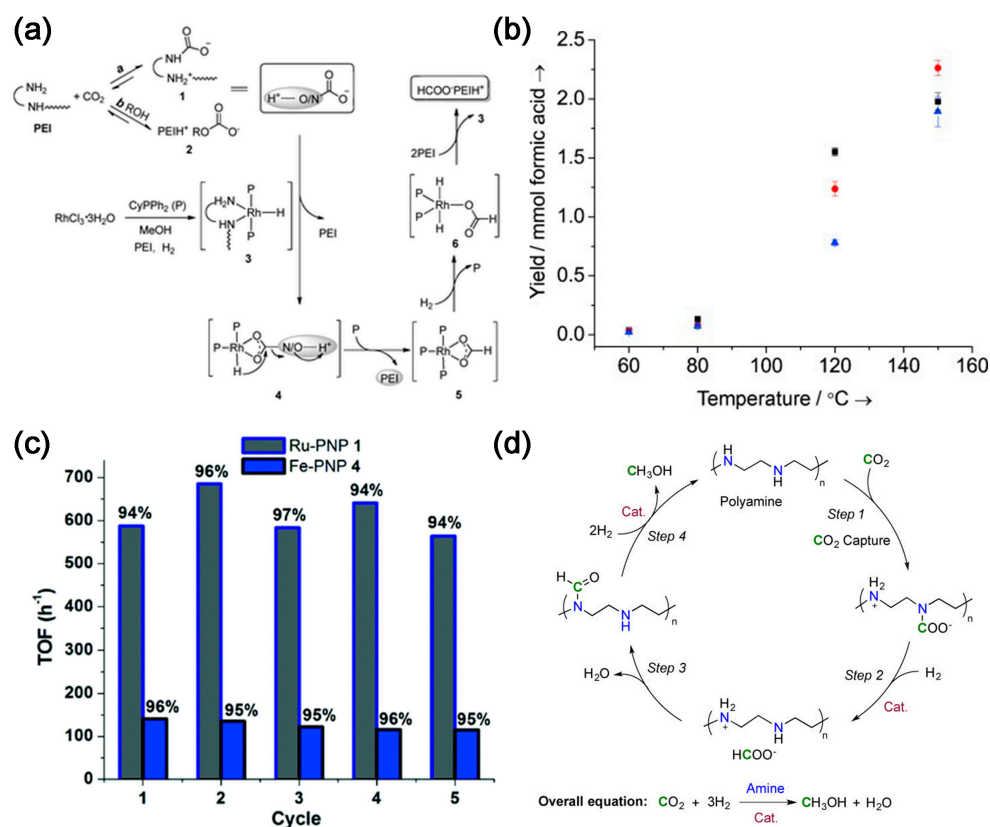 (a)
NH
O
O⁻
NH₂⁺
1
a
NH₂
NH
PEI
+ CO₂
b ROH
PEIH⁺ RO
O
O⁻
2
H⁺ ---- O/N
O
O⁻
HCOO⁻PEIH⁺
3
2PEI
H
P
P
Rh
O
H
O
H
6
RhCl₃·3H₂O
CyPPh₂ (P)
MeOH
PEI, H₂
H₂N
HN
P
Rh—H
P
3
PEI
H₂
P
P
P—Rh
O
O
H
P
N/O—H⁺
4
P
PEI
P
P—Rh
O
O
H
P
5
(b)
Yield / mmol formic acid →
2.5
2.0
1.5
1.0
0.5
0.0
60 80 100 120 140 160
Temperature / °C →
(c)
Ru-PNP 1
Fe-PNP 4
TOF (h⁻¹)
700
600
500
400
300
200
100
0
94% 96% 97% 94% 94%
96% 95% 95% 96% 95%
1 2 3 4 5
Cycle
(d)
H
N
N
H
n
Polyamine
CO₂
Step 1
CO₂ Capture
H₂
N
+
N
COO⁻
n
Step 2
H₂
Cat.
H₂
N
+
N
H
n
HCOO⁻
Step 3
H₂O
H
C
O
N
N
H
n
Step 4
2H₂
Cat.
CH₃OH
Overall equation: CO₂ + 3H₂ Amine Cat. CH₃OH + H₂O